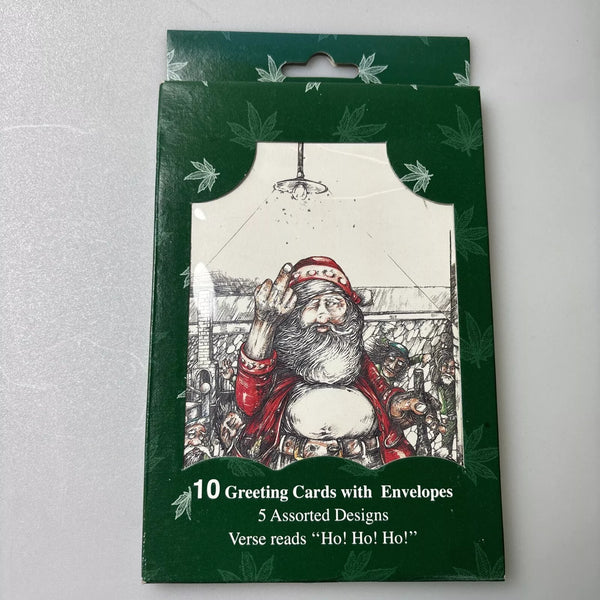 10 Greeting Cards with Envelopes
5 Assorted Designs
Verse reads “Ho! Ho! Ho!”